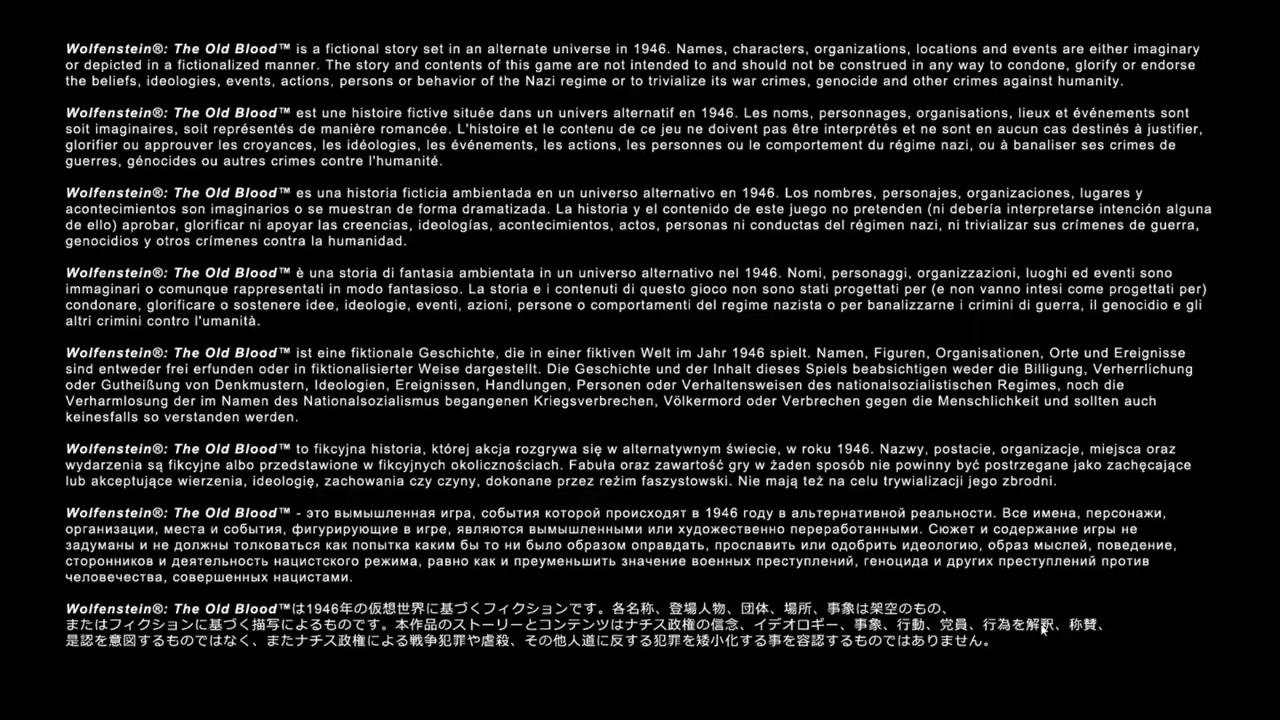 Wolfenstein®: The Old Blood™ is a fictional story set in an alternate universe in 1946. Names, characters, organizations, locations and events are either imaginary
or depicted in a fictionalized manner. The story and contents of this game are not intended to and should not be construed in any way to condone, glorify or endorse
the beliefs, ideologies, events, actions, persons or behavior of the Nazi regime or to trivialize its war crimes, genocide and other crimes against humanity.
Wolfenstein®: The Old Blood™ est une histoire fictive située dans un univers alternatif en 1946. Les noms, personnages, organisations, lieux et événements sont
soit imaginaires, soit représentés de manière romancée. L'histoire et le contenu de ce jeu ne doivent pas être interprétés et ne sont en aucun cas destinés à justifier,
glorifier ou approuver les croyances, les idéologies, les événements, les actions, les personnes ou le comportement du régime nazi, ou à banaliser ses crimes de
guerres, génocides ou autres crimes contre l'humanité.
Wolfenstein®: The Old Blood™ es una historia ficticia ambientada en un universo alternativo en 1946. Los nombres, personajes, organizaciones, lugares y
acontecimientos son imaginarios o se muestran de forma dramatizada. La historia y el contenido de este juego no pretenden (ni debería interpretarse intención alguna
de ello) aprobar, glorificar ni apoyar las creencias, ideologías, acontecimientos, actos, personas ni conductas del régimen nazi, ni trivializar sus crímenes de guerra,
genocidios y otros crímenes contra la humanidad.
Wolfenstein®: The Old Blood™ è una storia di fantasia ambientata in un universo alternativo nel 1946. Nomi, personaggi, organizzazioni, luoghi ed eventi sono
immaginari o comunque rappresentati in modo fantasioso. La storia e i contenuti di questo gioco non sono stati progettati per (e non vanno intesi come progettati per)
condonare, glorificare o sostenere idee, ideologie, eventi, azioni, persone o comportamenti del regime nazista o per banalizzarne i crimini di guerra, il genocidio e gli
altri crimini contro l'umanità.
Wolfenstein®: The Old Blood™ ist eine fiktionale Geschichte, die in einer fiktiven Welt im Jahr 1946 spielt. Namen, Figuren, Organisationen, Orte und Ereignisse
sind entweder frei erfunden oder in fiktionalisierter Weise dargestellt. Die Geschichte und der Inhalt dieses Spiels beabsichtigen weder die Billigung, Verherrlichung
oder Gutheißung von Denkmustern, Ideologien, Ereignissen, Handlungen, Personen oder Verhaltensweisen des nationalsozialistischen Regimes, noch die
Verharmlosung der im Namen des Nationalsozialismus begangenen Kriegsverbrechen, Völkermord oder Verbrechen gegen die Menschlichkeit und sollten auch
keinesfalls so verstanden werden.
Wolfenstein®: The Old Blood™ to fikcyjna historia, której akcja rozgrywa się w alternatywnym świecie, w roku 1946. Nazwy, postacie, organizacje, miejsca oraz
wydarzenia są fikcyjne albo przedstawione w fikcyjnych okolicznościach. Fabuła oraz zawartość gry w żaden sposób nie powinny być postrzegane jako zachęcające
lub akceptujące wierzenia, ideologię, zachowania czy czyny, dokonane przez reżim faszystowski. Nie mają też na celu trywializacji jego zbrodni.
Wolfenstein®: The Old Blood™ - это вымышленная игра, события которой происходят в 1946 году в альтернативной реальности. Все имена, персонажи,
организации, места и события, фигурирующие в игре, являются вымышленными или художественно переработанными. Сюжет и содержание игры не
задуманы и не должны толковаться как попытка каким бы то ни было образом оправдать, прославить или одобрить идеологию, образ мыслей, поведение,
сторонников и деятельность нацистского режима, равно как и преуменьшить значение военных преступлений, геноцида и других преступлений против
человечества, совершенных нацистами.
Wolfenstein®: The Old Blood™は1946年の仮想世界に基づくフィクションです。各名称、登場人物、団体、場所、事象は架空のもの、
またはフィクションに基づく描写によるものです。本作品のストーリーとコンテンツはナチス政権の信念、イデオロギー、事象、行動、党員、行為を解釈、称賛、
是認を意図するものではなく、またナチス政権による戦争犯罪や虐殺、その他人道に反する犯罪を矮小化する事を容認するものではありません。